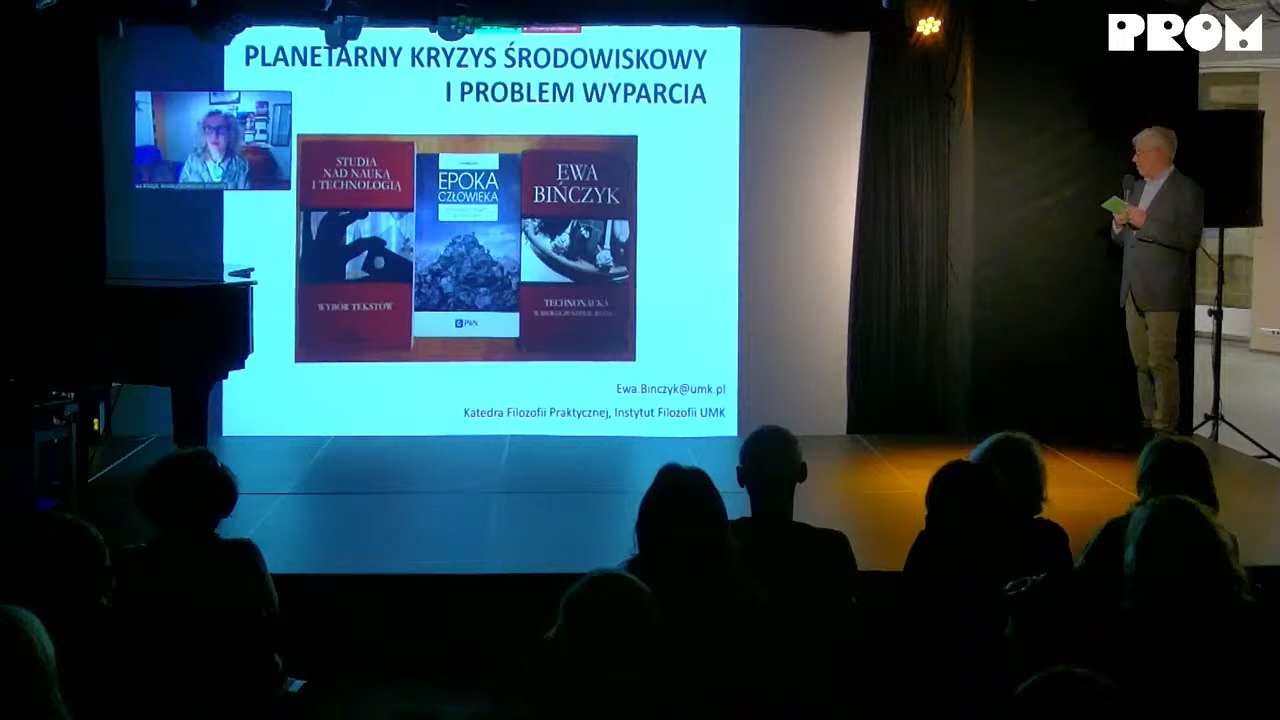 PROM
PLANETARNY KRYZYS ŚRODOWISKOWY
I PROBLEM WYPARCIA
STUDIA
NAD NAUKĄ
I TECHNOLOGIĄ
WYBÓR TEKSTÓW
EPOKA
CZŁOWIEKA
PWN
EWA
BIŃCZYK
TECHNONAUKA
Ewa.Binczyk@umk.pl
Katedra Filozofii Praktycznej, Instytut Filozofii UMK